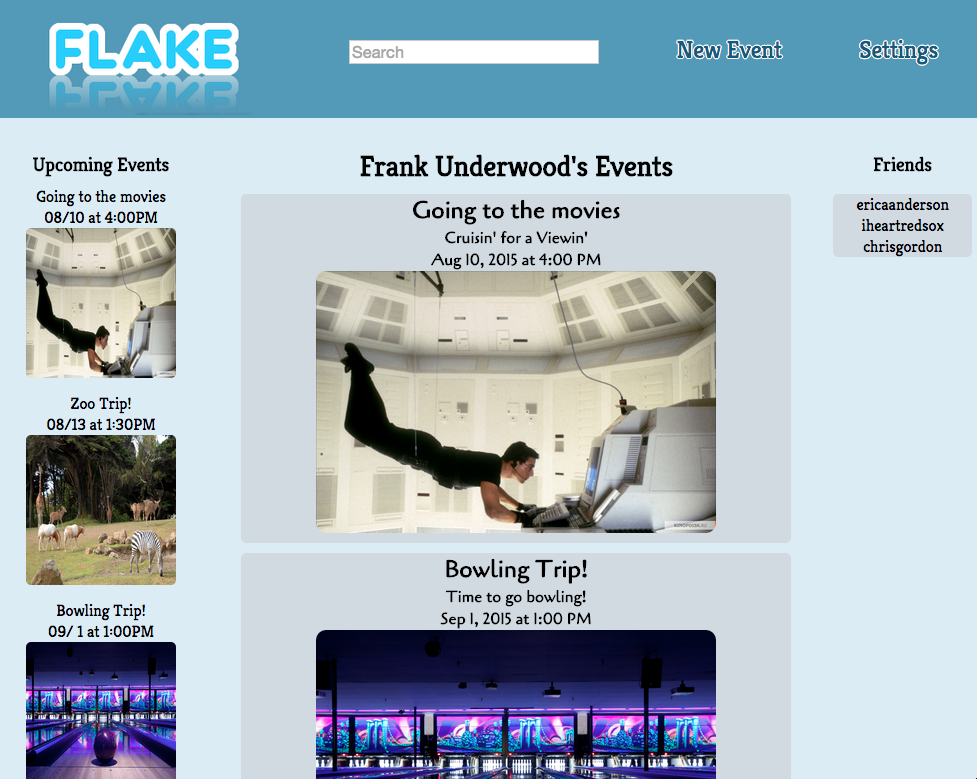 FLAKE
Search
New Event
Settings
Upcoming Events
Going to the movies
08/10 at 4:00PM
Zoo Trip!
08/13 at 1:30PM
Bowling Trip!
09/ 1 at 1:00PM
Frank Underwood's Events
Going to the movies
Cruisin' for a Viewin'
Aug 10, 2015 at 4:00 PM
Bowling Trip!
Time to go bowling!
Sep 1, 2015 at 1:00 PM
Friends
ericaanderson
iheartredsox
chrisgordon